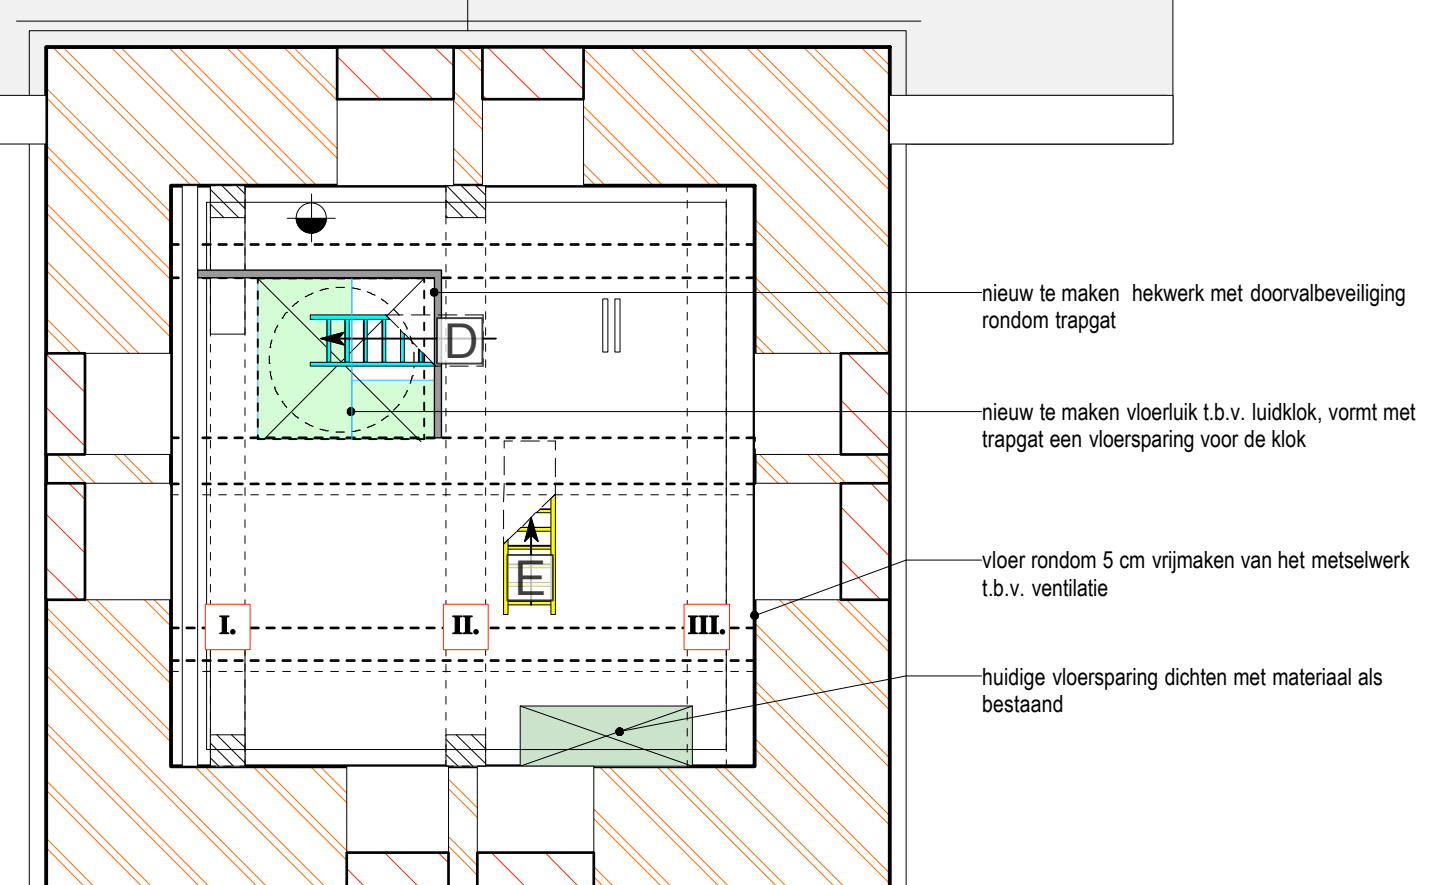 nieuw te maken hekwerk met doorvalbeveiliging
rondom trapgat
D
nieuw te maken vloerluik t.b.v. luidklok, vormt met
trapgat een vloersparing voor de klok
vloer rondom 5 cm vrijmaken van het metselwerk
t.b.v. ventilatie
E
I.
II.
III.
huidige vloersparing dichten met materiaal als
bestaand